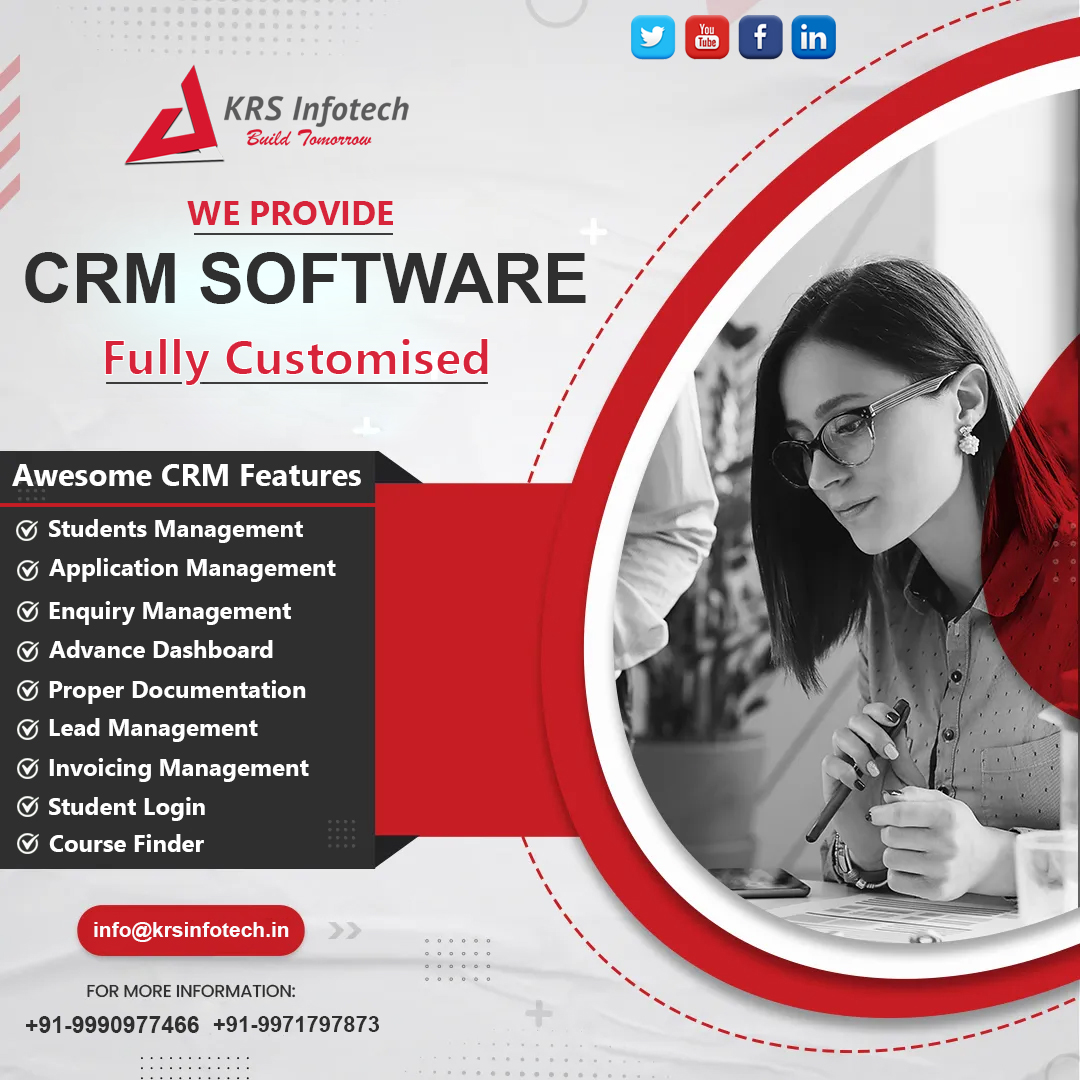 You
Tube
f
in
KRS Infotech
Build Tomorrow
WE PROVIDE
CRM SOFTWARE
Fully Customised
Awesome CRM Features
Students Management
Application Management
Enquiry Management
Advance Dashboard
Proper Documentation
Lead Management
Invoicing Management
Student Login
Course Finder
info@krsinfotech.in
FOR MORE INFORMATION:
+91-9990977466 +91-9971797873